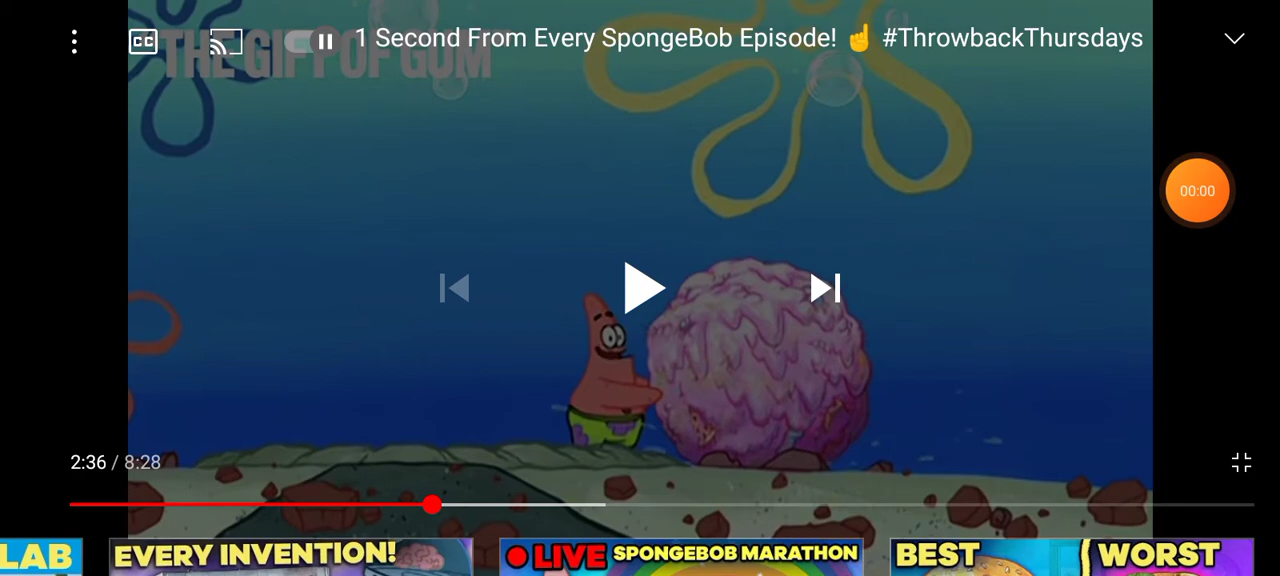 1 Second From Every SpongeBob Episode! ☝ #ThrowbackThursdays
CC
THE GIFT OF GUM
00:00
2:36 / 8:28
LAB
EVERY INVENTION!
LIVE SPONGEBOB MARATHON
BEST
WORST